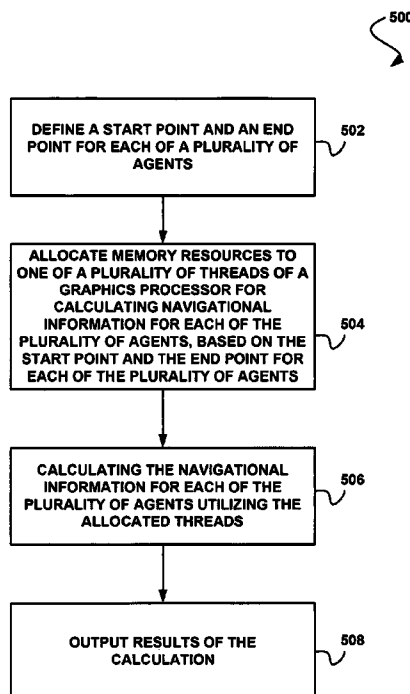 500
DEFINE A START POINT AND AN END
POINT FOR EACH OF A PLURALITY OF
AGENTS
502
ALLOCATE MEMORY RESOURCES TO
ONE OF A PLURALITY OF THREADS OF A
GRAPHICS PROCESSOR FOR
CALCULATING NAVIGATIONAL
INFORMATION FOR EACH OF THE
PLURALITY OF AGENTS, BASED ON THE
START POINT AND THE END POINT FOR
EACH OF THE PLURALITY OF AGENTS
504
CALCULATING THE NAVIGATIONAL
INFORMATION FOR EACH OF THE
PLURALITY OF AGENTS UTILIZING THE
ALLOCATED THREADS
506
OUTPUT RESULTS OF THE
CALCULATION
508